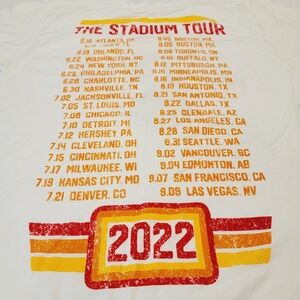 THE STADIUM TOUR
6.16 ATLANTA, GA
6.19 ORLANDO, FL
6.22 WASHINGTON, DC
6.24 NEW YORK, NY
6.25 PHILADELPHIA, PA
6.28 CHARLOTTE, NC
6.30 NASHVILLE, TN
7.02 JACKSONVILLE, FL
7.05 ST. LOUIS, MO
7.08 CHICAGO, IL
7.10 DETROIT, MI
7.12 HERSHEY, PA
7.14 CLEVELAND, OH
7.15 CINCINNATI, OH
7.17 MILWAUKEE, WI
7.19 KANSAS CITY, MO
7.21 DENVER, CO
8.05 BOSTON, MA
8.06 BOSTON, MA
8.08 TORONTO, ON
8.10 BUFFALO, NY
8.12 PITTSBURGH, PA
8.14 MINNEAPOLIS, MN
8.16 INDIANAPOLIS, IN
8.19 HOUSTON, TX
8.21 SAN ANTONIO, TX
8.22 DALLAS, TX
8.25 GLENDALE, AZ
8.27 LOS ANGELES, CA
8.28 SAN DIEGO, CA
8.31 SEATTLE, WA
9.02 VANCOUVER, BC
9.04 EDMONTON, AB
9.07 SAN FRANCISCO, CA
9.09 LAS VEGAS, NV
2022